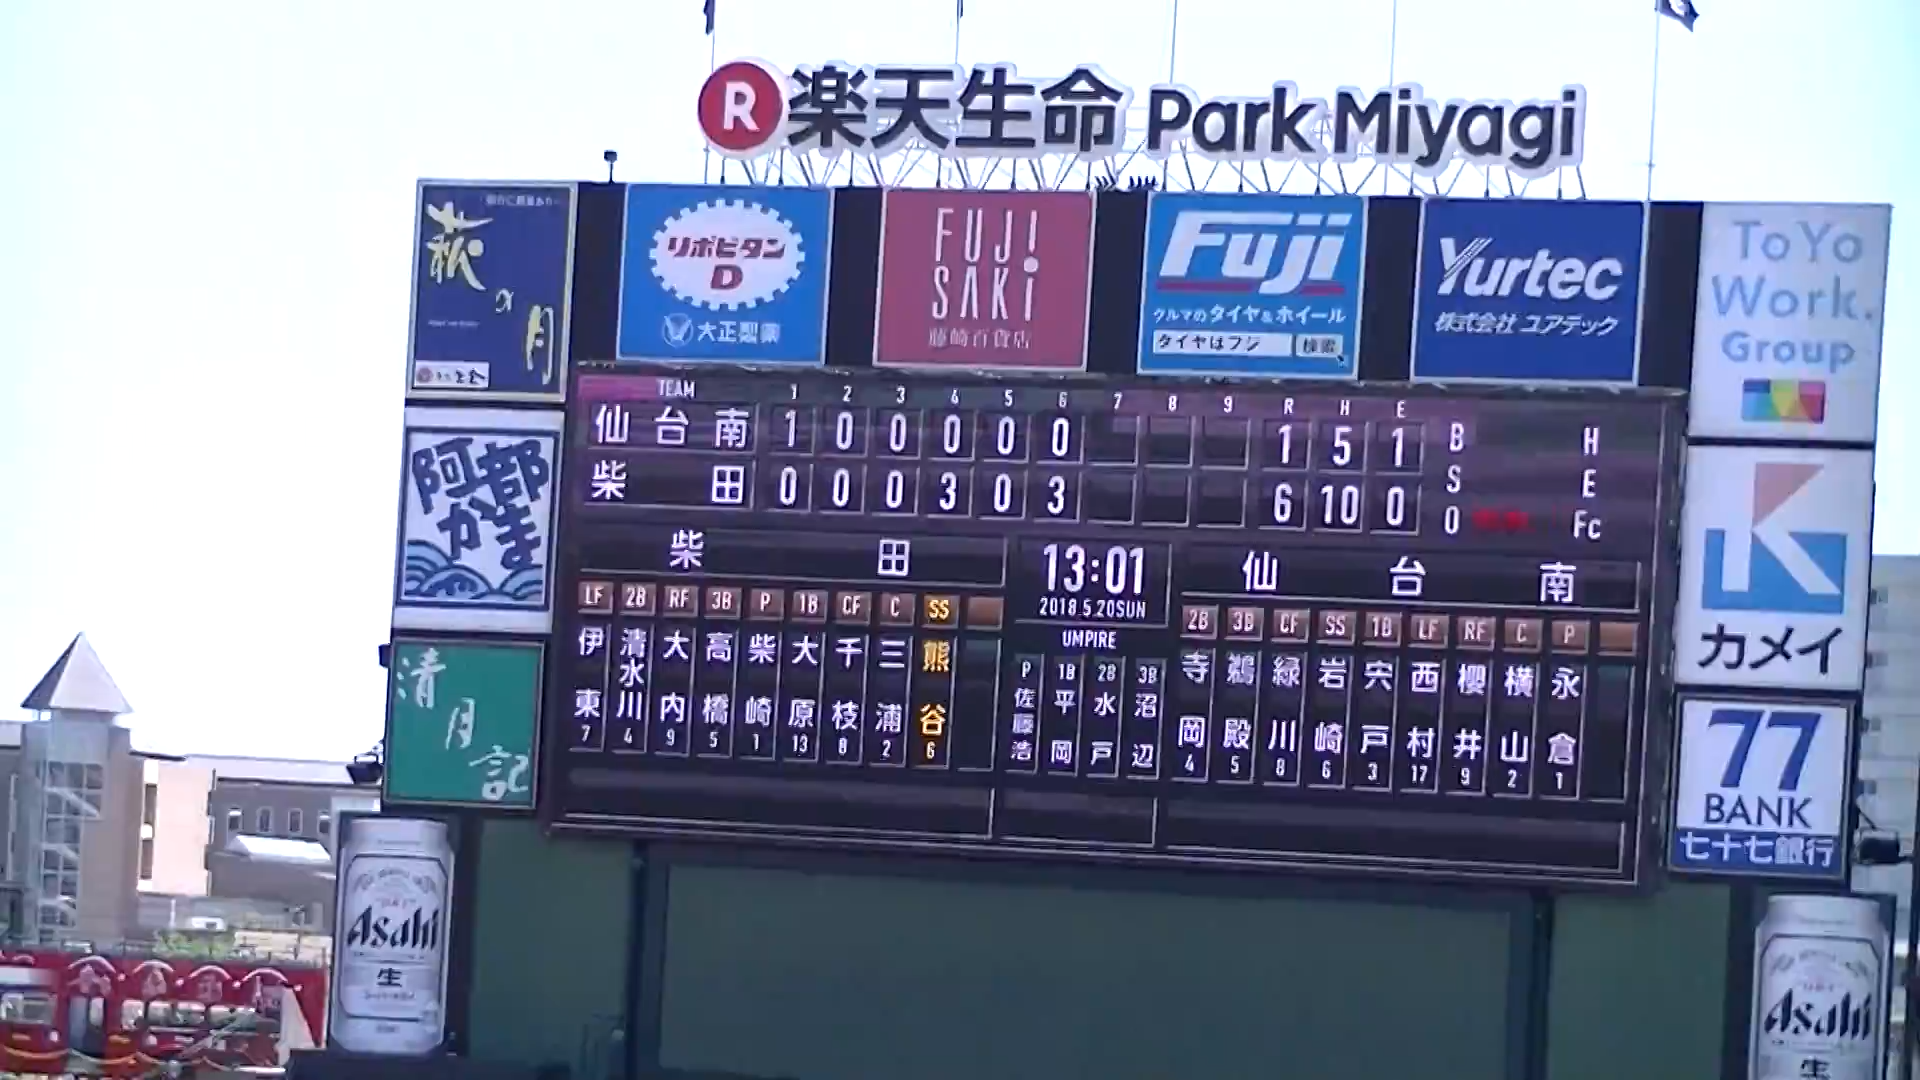 R楽天生命 Park Miyagi
萩の月
リポビタン
D
大正製薬
FUJI
SAKI
藤崎百貨店
Fuji
クルマのタイヤ&ホイール
タイヤはフジ 検索
Yurtec
株式会社 ユアテック
ToYo
Work.
Group
阿部
かま
清月記
カメイ
77
BANK
七十七銀行
TEAM 1 2 3 4 5 6 7 8 9 R H E
仙台南 1 0 0 0 0 0 1 5 1 B H
柴田 0 0 0 3 0 3 6 10 0 S E
O Fc
柴田
13:01
2018.5.20SUN
仙台南
LF 2B RF 3B P 1B CF C SS
伊東 清水川 大内 高橋 柴崎 大原 千枝 三浦 熊谷
7 4 9 5 1 13 8 2 6
UMPIRE
P 1B 2B 3B
佐藤浩 平岡 水戸 沼辺
2B 3B CF SS 1B LF RF C P
寺岡 鵜殿 緑川 岩崎 宍戸 西村 櫻井 横山 永倉
4 5 8 6 3 17 9 2 1
Asahi
生
Asahi
生